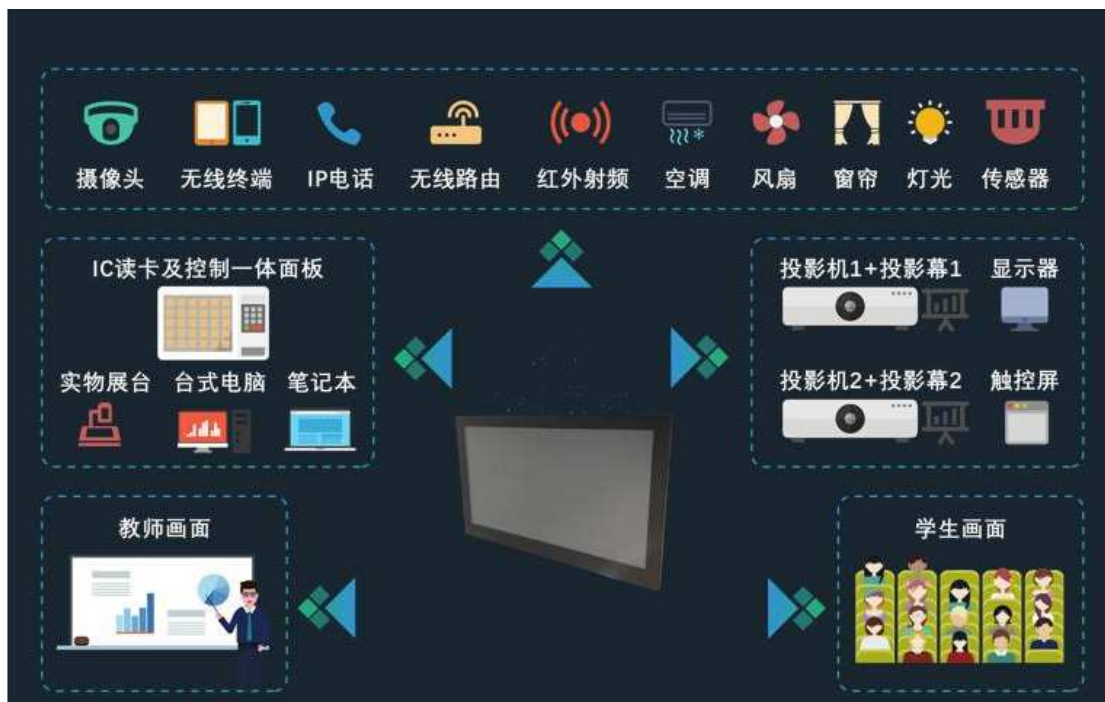 摄像头 无线终端 IP电话 无线路由 红外射频 空调 风扇 窗帘 灯光 传感器
IC读卡及控制一体面板
实物展台 台式电脑 笔记本
投影机1+投影幕1 显示器
投影机2+投影幕2 触控屏
教师画面
学生画面